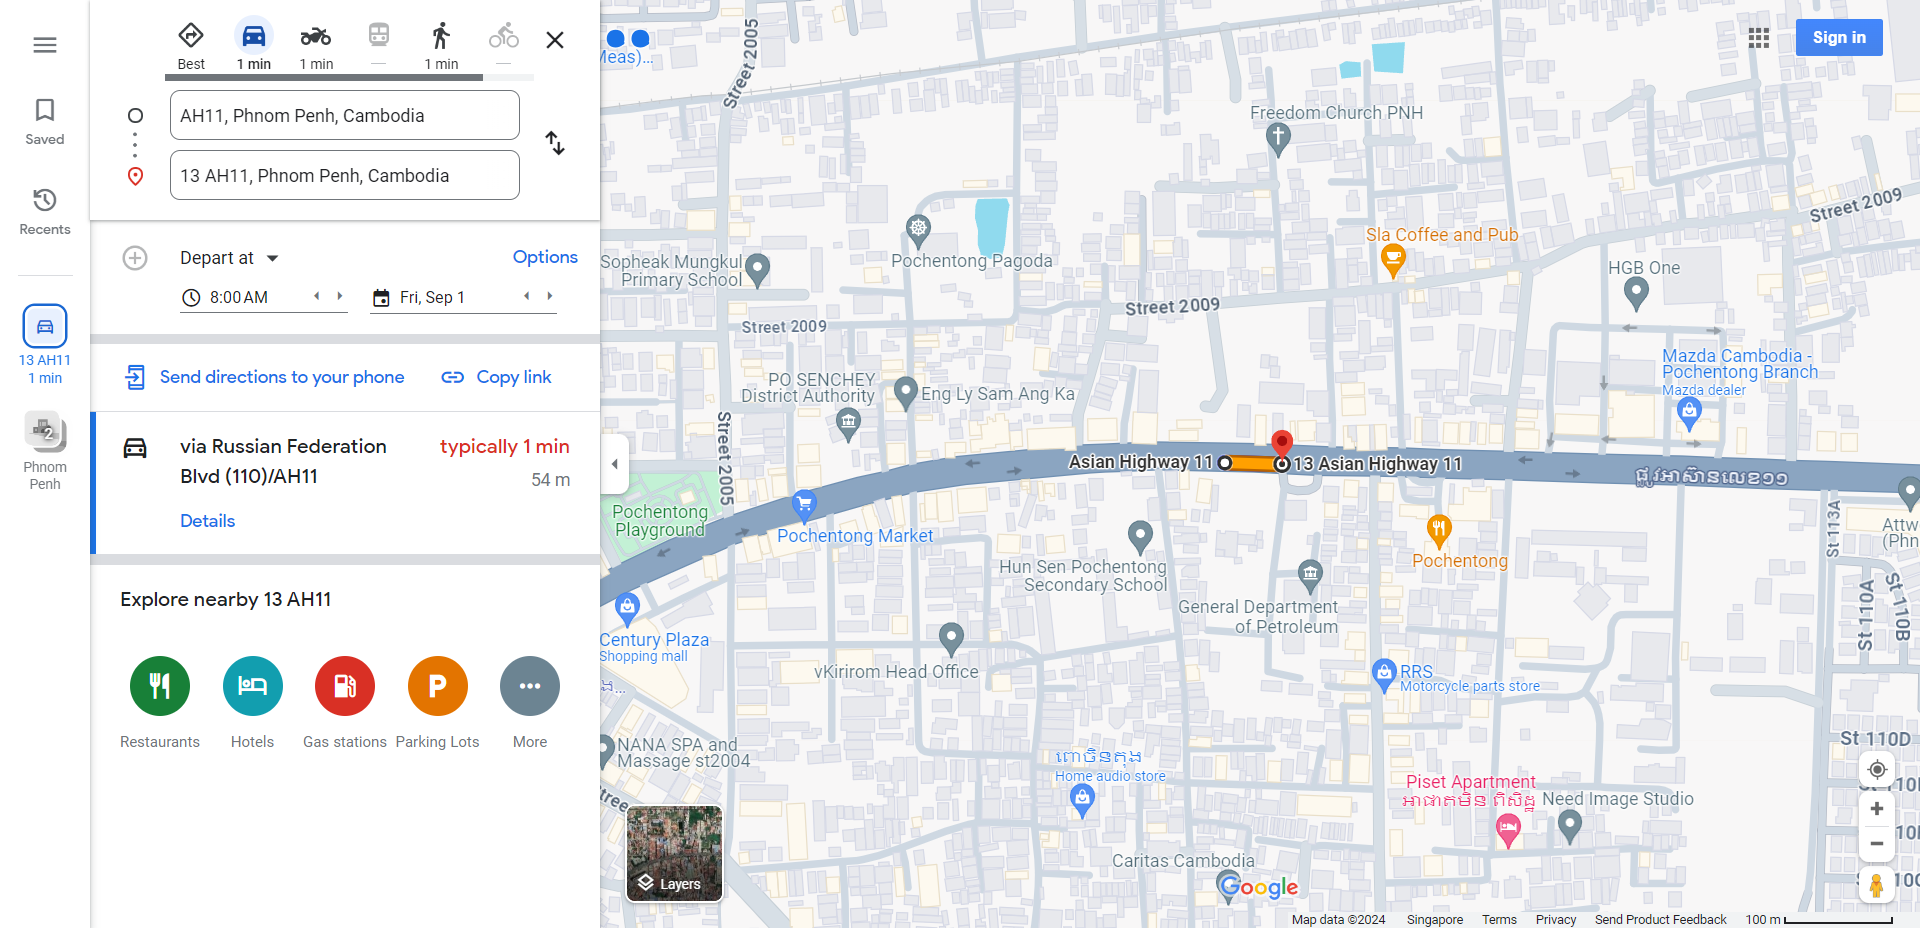 Best
1 min
1 min
1 min
AH11, Phnom Penh, Cambodia
13 AH11, Phnom Penh, Cambodia
Saved
Recents
13 AH11
1 min
Phnom
Penh
2
Depart at
Options
8:00 AM
Fri, Sep 1
Send directions to your phone
Copy link
via Russian Federation
Blvd (110)/AH11
typically 1 min
54 m
Details
Explore nearby 13 AH11
Restaurants
Hotels
Gas stations
Parking Lots
More
P
Sign in
Meas)...
Street 2005
Freedom Church PNH
Street 2009
Sla Coffee and Pub
Pochentong Pagoda
Sopheak Mungkul
Primary School
HGB One
Street 2009
Street 2009
Mazda Cambodia -
Pochentong Branch
Mazda dealer
PO SENCHEY
District Authority
Eng Ly Sam Ang Ka
Street 2005
Asian Highway 11
13 Asian Highway 11
ផ្លូវអាស៊ានលេខ១១
Pochentong
Playground
Pochentong Market
Pochentong
Attw
(Phn
St 113A
St 110A
St 110B
Hun Sen Pochentong
Secondary School
General Department
of Petroleum
Century Plaza
Shopping mall
vKirirom Head Office
RRS
Motorcycle parts store
NANA SPA and
Massage st2004
ពោធិ៍ចិនតុង
Home audio store
St 110D
Piset Apartment
អាផាតមិន ពិសិដ្ឋ
Need Image Studio
Caritas Cambodia
Layers
Google
Map data ©2024
Singapore
Terms
Privacy
Send Product Feedback
100 m